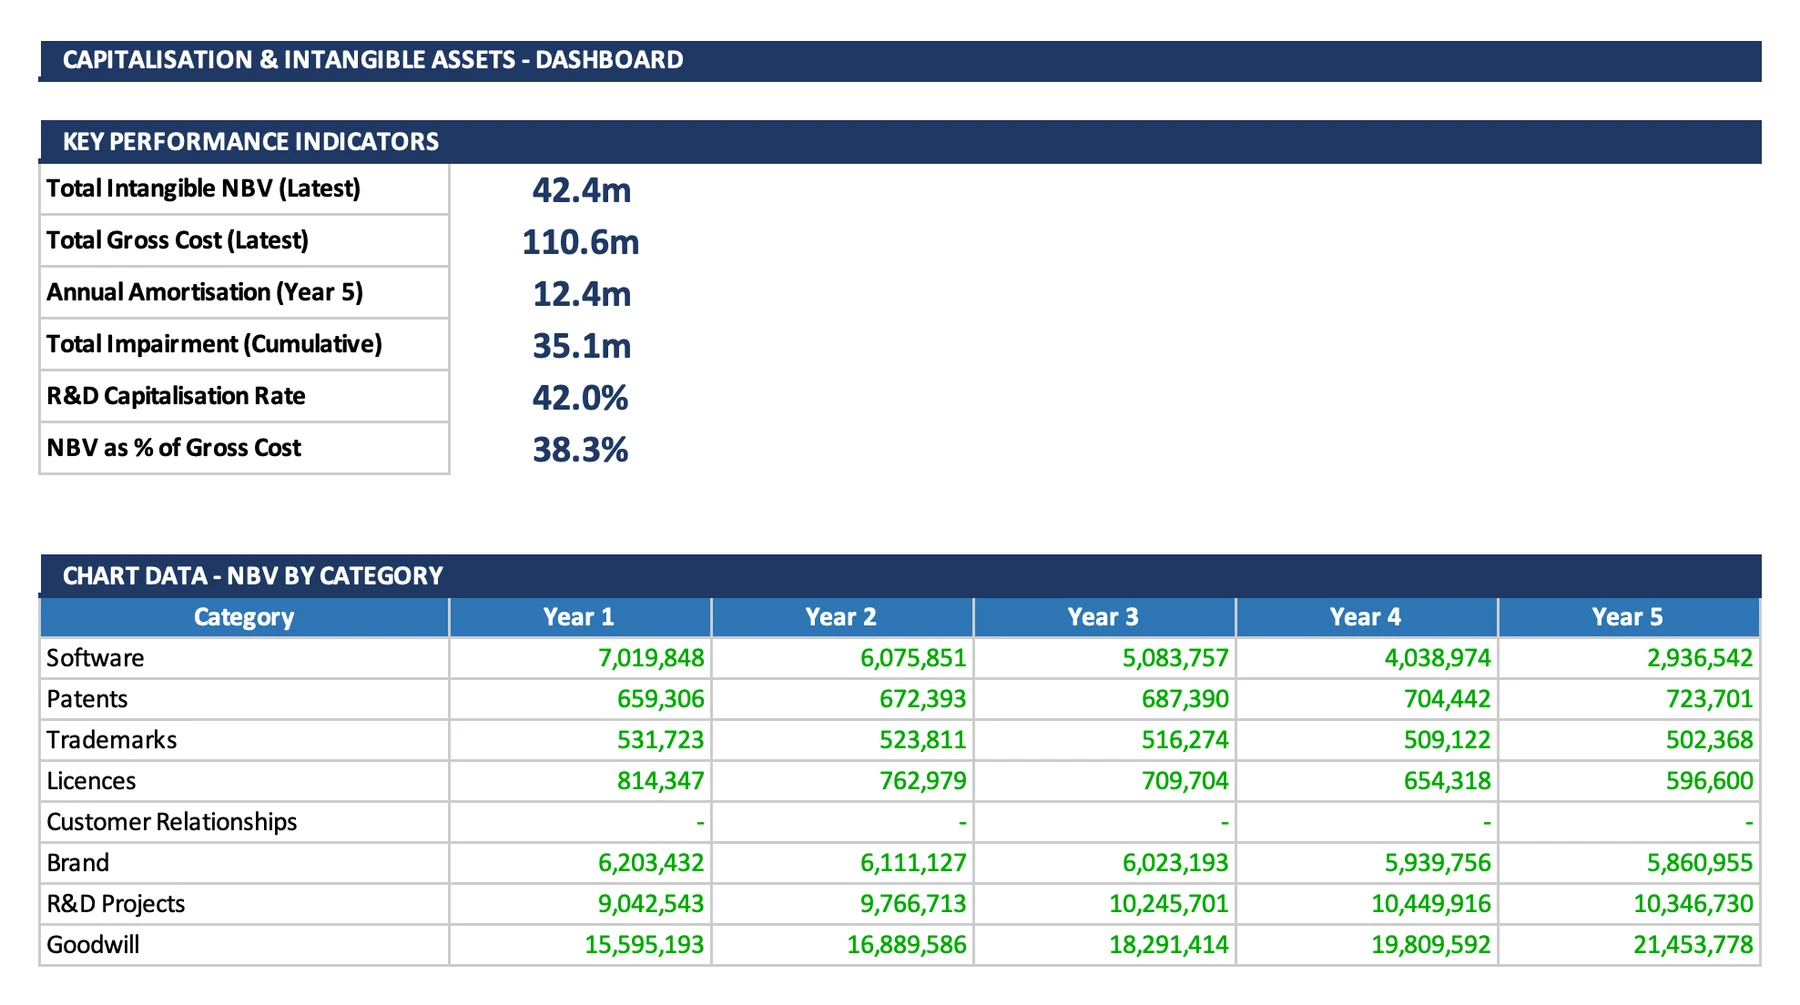 CAPITALISATION & INTANGIBLE ASSETS - DASHBOARD
KEY PERFORMANCE INDICATORS
Total Intangible NBV (Latest) 42.4m
Total Gross Cost (Latest) 110.6m
Annual Amortisation (Year 5) 12.4m
Total Impairment (Cumulative) 35.1m
R&D Capitalisation Rate 42.0%
NBV as % of Gross Cost 38.3%
CHART DATA - NBV BY CATEGORY
Category Year 1 Year 2 Year 3 Year 4 Year 5
Software 7,019,848 6,075,851 5,083,757 4,038,974 2,936,542
Patents 659,306 672,393 687,390 704,442 723,701
Trademarks 531,723 523,811 516,274 509,122 502,368
Licences 814,347 762,979 709,704 654,318 596,600
Customer Relationships - - - - -
Brand 6,203,432 6,111,127 6,023,193 5,939,756 5,860,955
R&D Projects 9,042,543 9,766,713 10,245,701 10,449,916 10,346,730
Goodwill 15,595,193 16,889,586 18,291,414 19,809,592 21,453,778